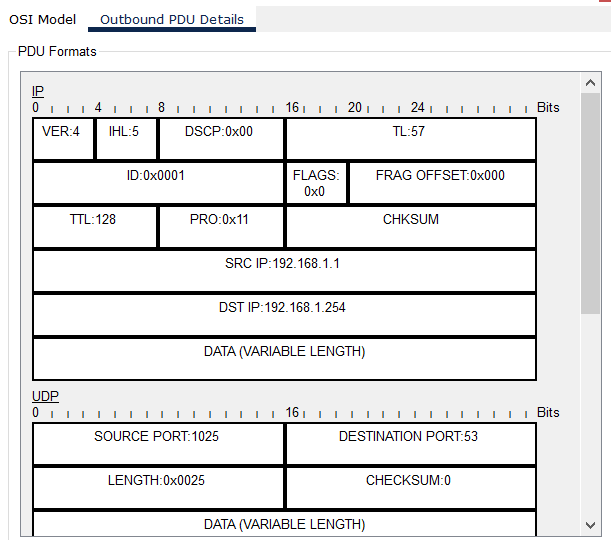 OSI Model Outbound PDU Details
PDU Formats
IP
0 4 8 16 20 24 Bits
VER:4 IHL:5 DSCP:0x00 TL:57
ID:0x0001 FLAGS: 0x0 FRAG OFFSET:0x000
TTL:128 PRO:0x11 CHKSUM
SRC IP:192.168.1.1
DST IP:192.168.1.254
DATA (VARIABLE LENGTH)
UDP
0 16 Bits
SOURCE PORT:1025 DESTINATION PORT:53
LENGTH:0x0025 CHECKSUM:0
DATA (VARIABLE LENGTH)